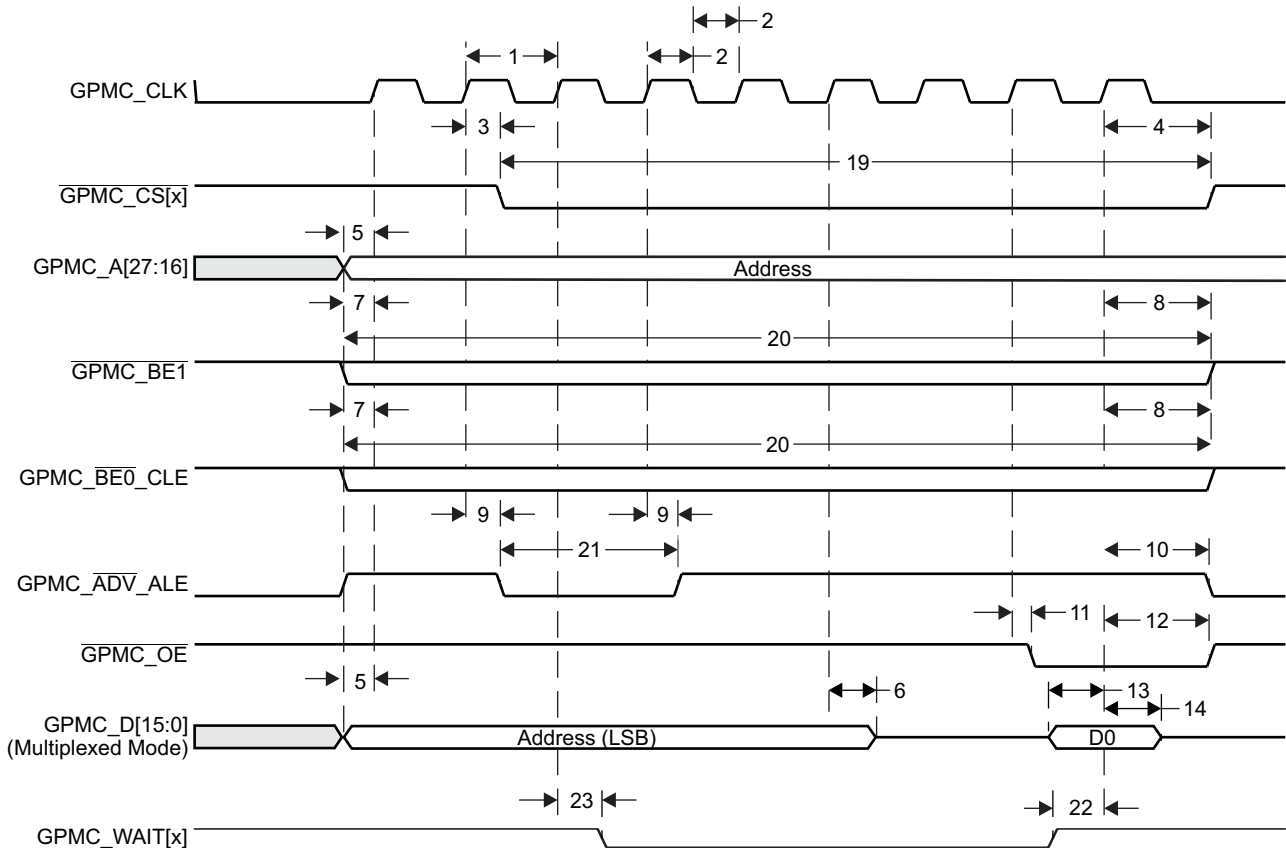 2
1
2
GPMC_CLK
3
4
19
GPMC_CS[x]
5
GPMC_A[27:16]
Address
7
8
20
GPMC_BE1
7
8
20
GPMC_BE0_CLE
9
9
21
10
GPMC_ADV_ALE
11
12
GPMC_OE
5
6
13
14
GPMC_D[15:0]
(Multiplexed Mode)
Address (LSB)
D0
23
22
GPMC_WAIT[x]